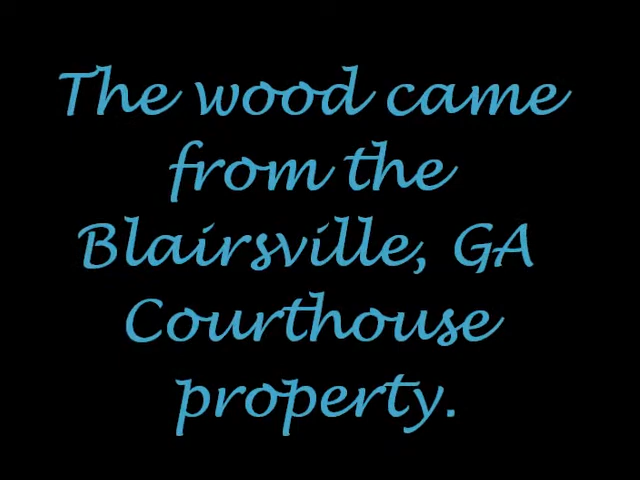 The wood came
from the
Blairsville, GA
Courthouse
property.